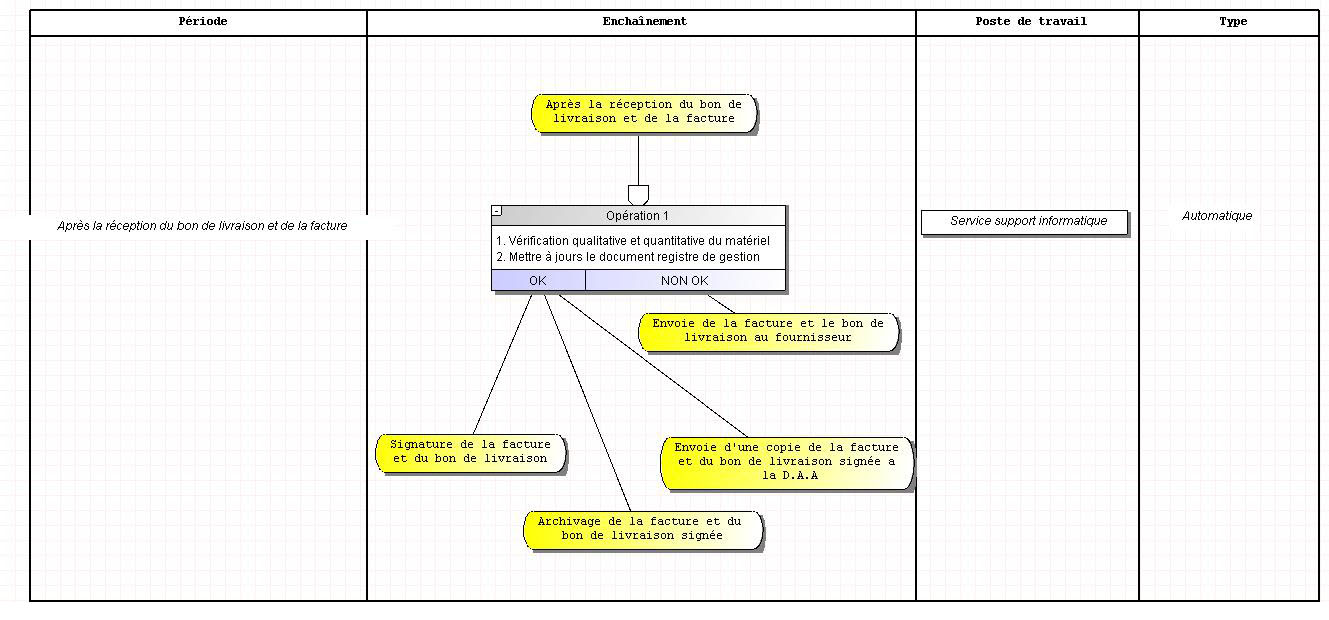 Période
Enchaînement
Poste de travail
Type
Après la réception du bon de
livraison et de la facture
Après la réception du bon de livraison et de la facture
-
Opération 1
1. Vérification qualitative et quantitative du matériel
2. Mettre à jours le document registre de gestion
OK
NON OK
Service support informatique
Automatique
Envoie de la facture et le bon de
livraison au fournisseur
Signature de la facture
et du bon de livraison
Envoie d'une copie de la facture
et du bon de livraison signée a
la D.A.A
Archivage de la facture et du
bon de livraison signée